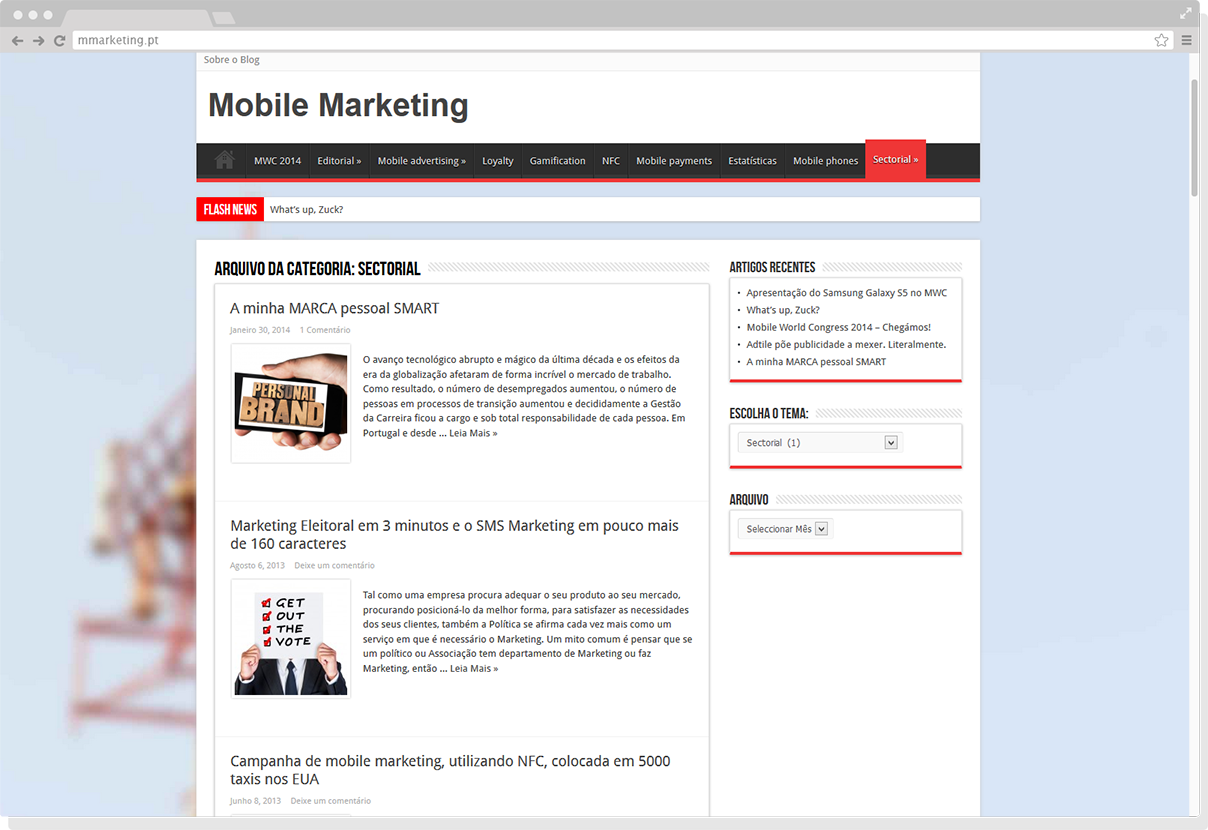 mmarketing.pt
Sobre o Blog
Mobile Marketing
MWC 2014 Editorial » Mobile advertising » Loyalty Gamification NFC Mobile payments Estatísticas Mobile phones Sectorial »
FLASH NEWS What's up, Zuck?
ARQUIVO DA CATEGORIA: SECTORIAL
A minha MARCA pessoal SMART
Janeiro 30, 2014 1 Comentário
PERSONAL
BRAND
O avanço tecnológico abrupto e mágico da última década e os efeitos da
era da globalização afetaram de forma incrível o mercado de trabalho.
Como resultado, o número de desempregados aumentou, o número de
pessoas em processos de transição aumentou e decididamente a Gestão
da Carreira ficou a cargo e sob total responsabilidade de cada pessoa. Em
Portugal e desde ... Leia Mais »
Marketing Eleitoral em 3 minutos e o SMS Marketing em pouco mais
de 160 caracteres
Agosto 6, 2013 Deixe um comentário
GET
OUT
THE
VOTE
Tal como uma empresa procura adequar o seu produto ao seu mercado,
procurando posicioná-lo da melhor forma, para satisfazer as necessidades
dos seus clientes, também a Política se afirma cada vez mais como um
serviço em que é necessário o Marketing. Um mito comum é pensar que se
um político ou Associação tem departamento de Marketing ou faz
Marketing, então ... Leia Mais »
Campanha de mobile marketing, utilizando NFC, colocada em 5000
taxis nos EUA
Junho 8, 2013 Deixe um comentário
ARTIGOS RECENTES
• Apresentação do Samsung Galaxy S5 no MWC
• What's up, Zuck?
• Mobile World Congress 2014 – Chegámos!
• Adtile põe publicidade a mexer. Literalmente.
• A minha MARCA pessoal SMART
ESCOLHA O TEMA:
Sectorial (1)
ARQUIVO
Seleccionar Mês